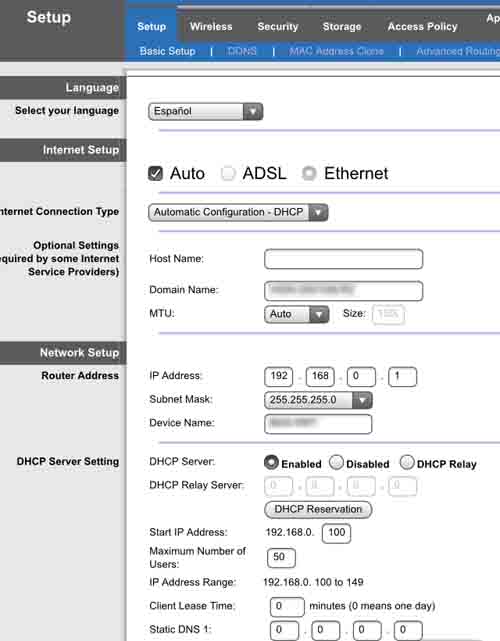 Setup
Setup Wireless Security Storage Access Policy Ap
Basic Setup | DDNS | MAC Address Clone | Advanced Routing
Language
Select your language Español
Internet Setup
Auto ADSL Ethernet
nternet Connection Type Automatic Configuration - DHCP
Optional Settings
equired by some Internet
Service Providers)
Host Name:
Domain Name:
MTU: Auto Size:
Network Setup
Router Address IP Address: 192 . 168 . 0 . 1
Subnet Mask: 255.255.255.0
Device Name:
DHCP Server Setting DHCP Server: Enabled Disabled DHCP Relay
DHCP Relay Server: 0 . 0 . 0 . 0
DHCP Reservation
Start IP Address: 192.168.0. 100
Maximum Number of
Users: 50
IP Address Range: 192.168.0. 100 to 149
Client Lease Time: 0 minutes (0 means one day)
Static DNS 1: 0 . 0 . 0 . 0